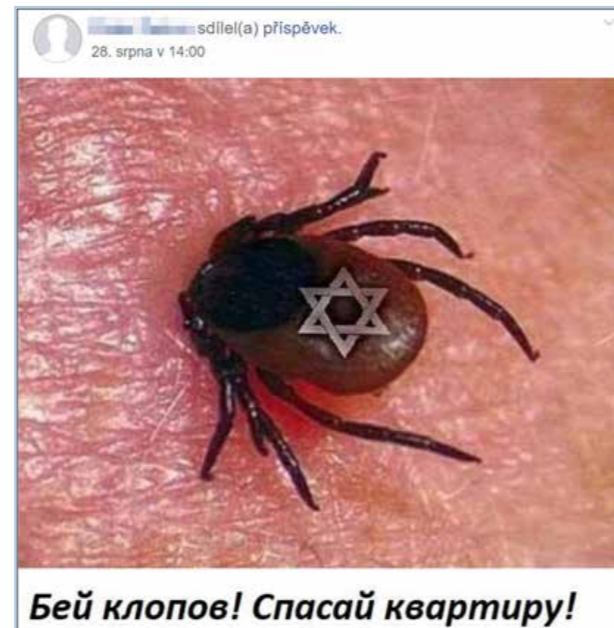 sdílel(a) příspěvek.
28. srpna v 14:00
Бей клопов! Спасай квартиру!